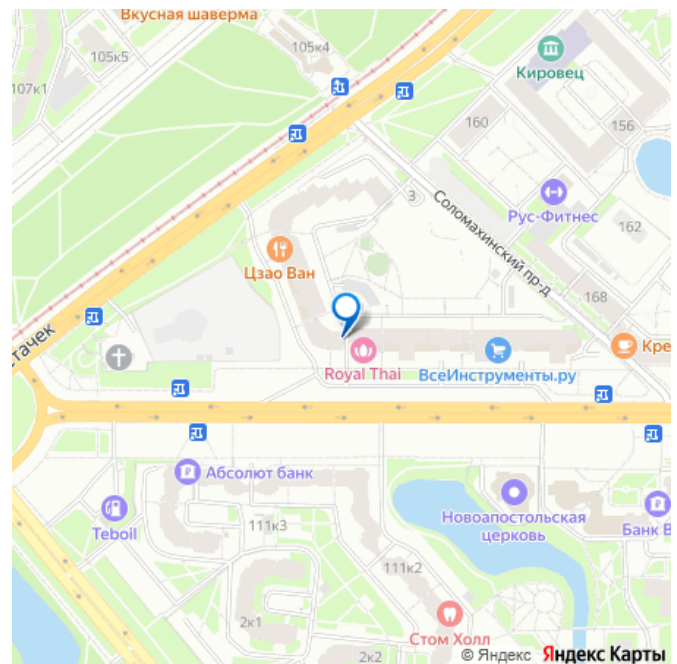 Вкусная шаверма
105к4
105к5
107к1
Кировец
160
156
3
Соломахинский пр-д
Рус-Фитнес
162
Цзао Ван
168
стачек
Royal Thai
ВсеИнструменты.ру
Кре
Абсолют банк
Teboil
111к3
Новоапостольская
церковь
Банк В
111к2
2к1
Стом Холл
2к2
© Яндекс Яндекс Карты